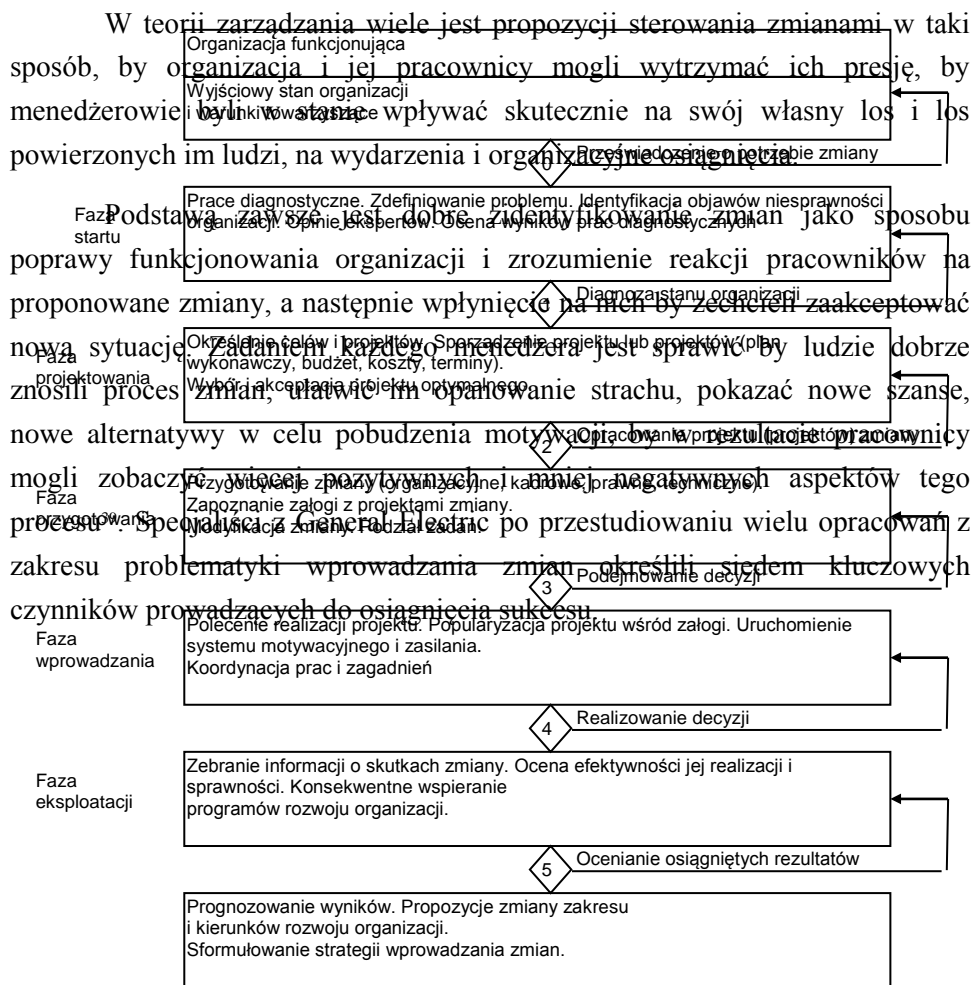 W teorii zarządzania wiele jest propozycji sterowania zmianami w taki
sposób, by organizacja i jej pracownicy mogli wytrzymać ich presję, by
menedżerowie byli w stanie wpływać skutecznie na swój własny los i los
powierzonych im ludzi, na wydarzenia i organizacyjne osiągnięcia.
Podstawą zawsze jest dobre zidentyfikowanie zmian jako sposobu
poprawy funkcjonowania organizacji i zrozumienie reakcji pracowników na
proponowane zmiany, a następnie wpłynięcie na nich by zechcieli zaakceptować
nową sytuację. Zadaniem każdego menedżera jest sprawić by ludzie dobrze
znosili proces zmian, ułatwić im opanowanie strachu, pokazać nowe szanse,
nowe alternatywy w celu pobudzenia motywacji, by w rezultacie pracownicy
mogli zobaczyć więcej pozytywnych i mniej negatywnych aspektów tego
procesu. Specjaliści z General Electric po przestudiowaniu wielu opracowań z
zakresu problematyki wprowadzania zmian określili siedem kluczowych
czynników prowadzących do osiągnięcia sukcesu.
Organizacja funkcjonująca
Wyjściowy stan organizacji
i warunki towarzyszące
0
Przeświadczenie o potrzebie zmiany
Faza
startu
Prace diagnostyczne. Zdefiniowanie problemu. Identyfikacja objawów niesprawności
organizacji. Opinie ekspertów. Ocena wyników prac diagnostycznych
Diagnoza stanu organizacji
Faza
projektowania
Określenie celów i projektów. Sporządzenie projektu lub projektów (plan
wykonawczy, budżet, koszty, terminy).
Wybór i akceptacja projektu optymalnego.
2
Opracowanie projektu (projektów) zmiany
Faza
przygotowania
Przygotowanie zmiany (organizacyjne, kadrowe, prawne, techniczne).
Zapoznanie załogi z projektami zmiany.
Modyfikacja zmiany. Podział zadań.
3
Podejmowanie decyzji
Faza
wprowadzania
Polecenie realizacji projektu. Popularyzacja projektu wśród załogi. Uruchomienie
systemu motywacyjnego i zasilania.
Koordynacja prac i zagadnień
4
Realizowanie decyzji
Faza
eksploatacji
Zebranie informacji o skutkach zmiany. Ocena efektywności jej realizacji i
sprawności. Konsekwentne wspieranie
programów rozwoju organizacji.
5
Ocenianie osiągniętych rezultatów
Prognozowanie wyników. Propozycje zmiany zakresu
i kierunków rozwoju organizacji.
Sformułowanie strategii wprowadzania zmian.